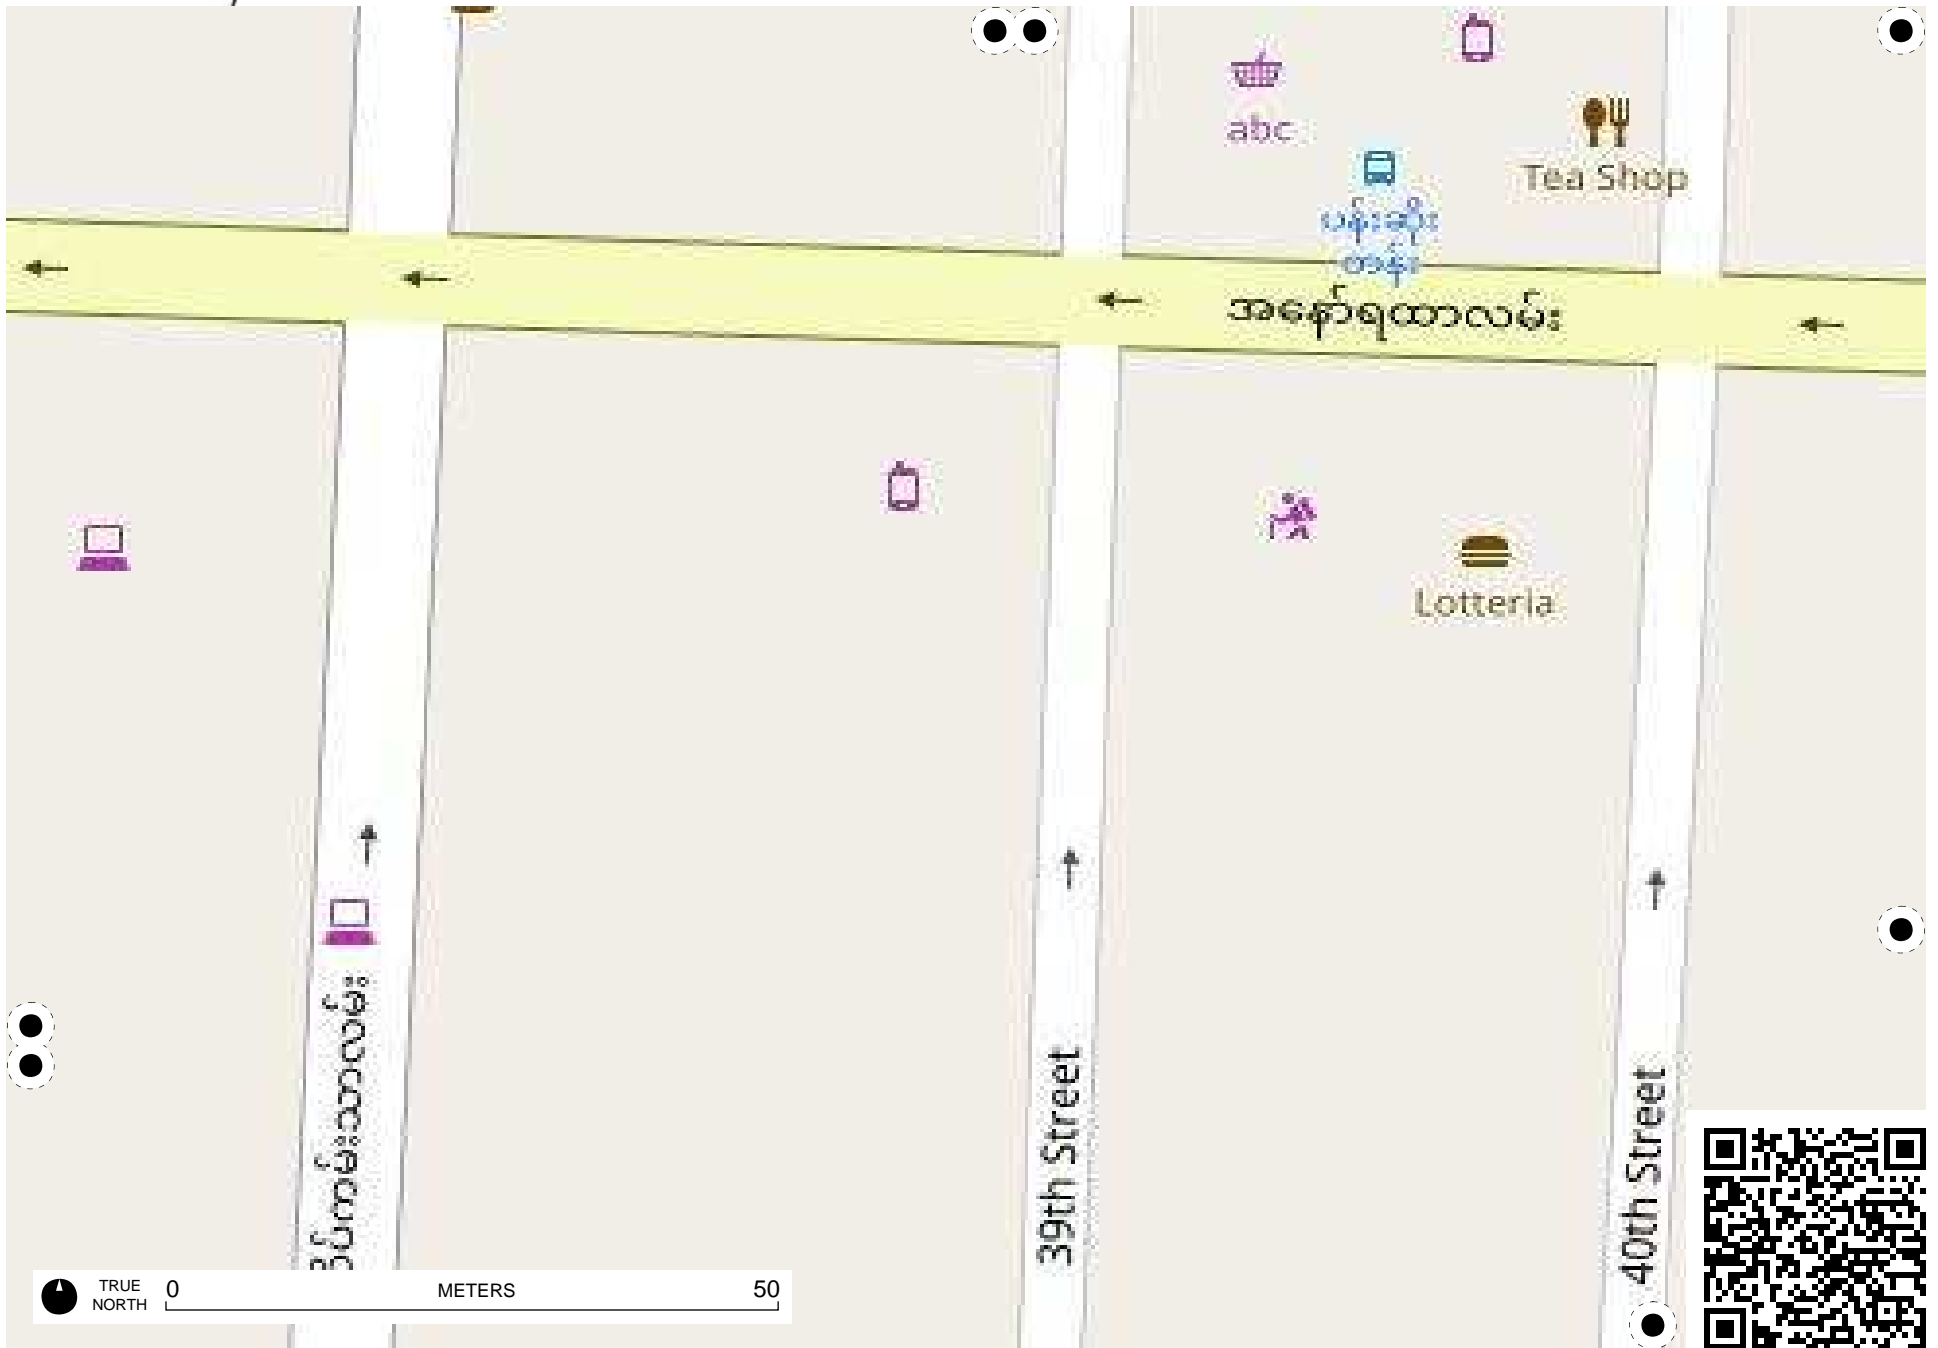 abc
Tea Shop
ပန်းဆိုး
တန်း
အနော်ရထာလမ်း
Lotteria
39th Street
40th Street
TRUE
NORTH
0 METERS 50